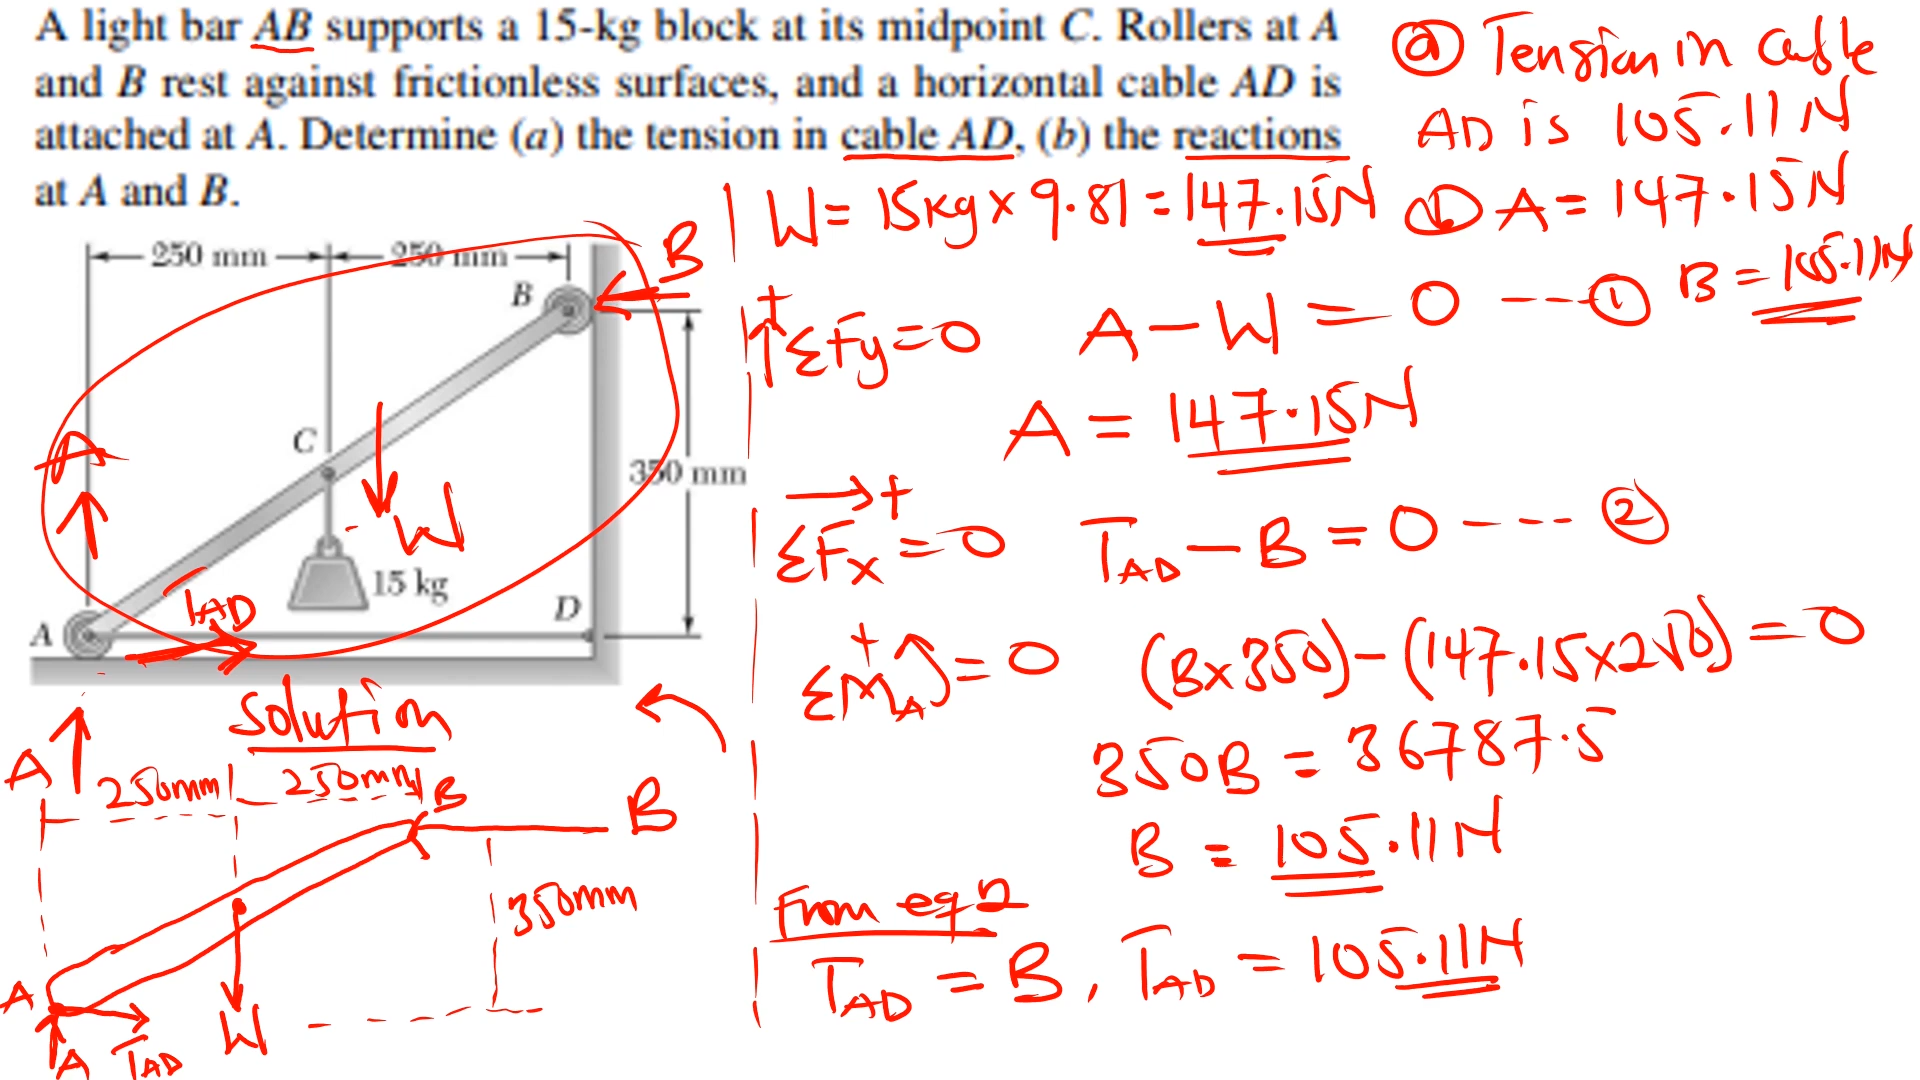 A light bar AB supports a 15-kg block at its midpoint C. Rollers at A
and B rest against frictionless surfaces, and a horizontal cable AD is
attached at A. Determine (a) the tension in cable AD, (b) the reactions
at A and B.
250 mm
250 mm
B
B
A
C
W
350 mm
15 kg
TAD
D
A
Solution
A
250mm
250mm
B
B
350mm
A
A
TAD
W
W = 15kg x 9.81 = 147.15N
+↑ΣFy=0 A-W = 0 ---①
A = 147.15N
→+
ΣFx=0 TAD - B = 0 ---- ②
+
ΣMA = 0 (Bx350) - (147.15x250) = 0
350B = 36787.5
B = 105.11N
From eq 2
TAD = B, TAD = 105.11N
ⓐ Tension in cable
AD is 105.11N
ⓑ A = 147.15N
B = 105.11N